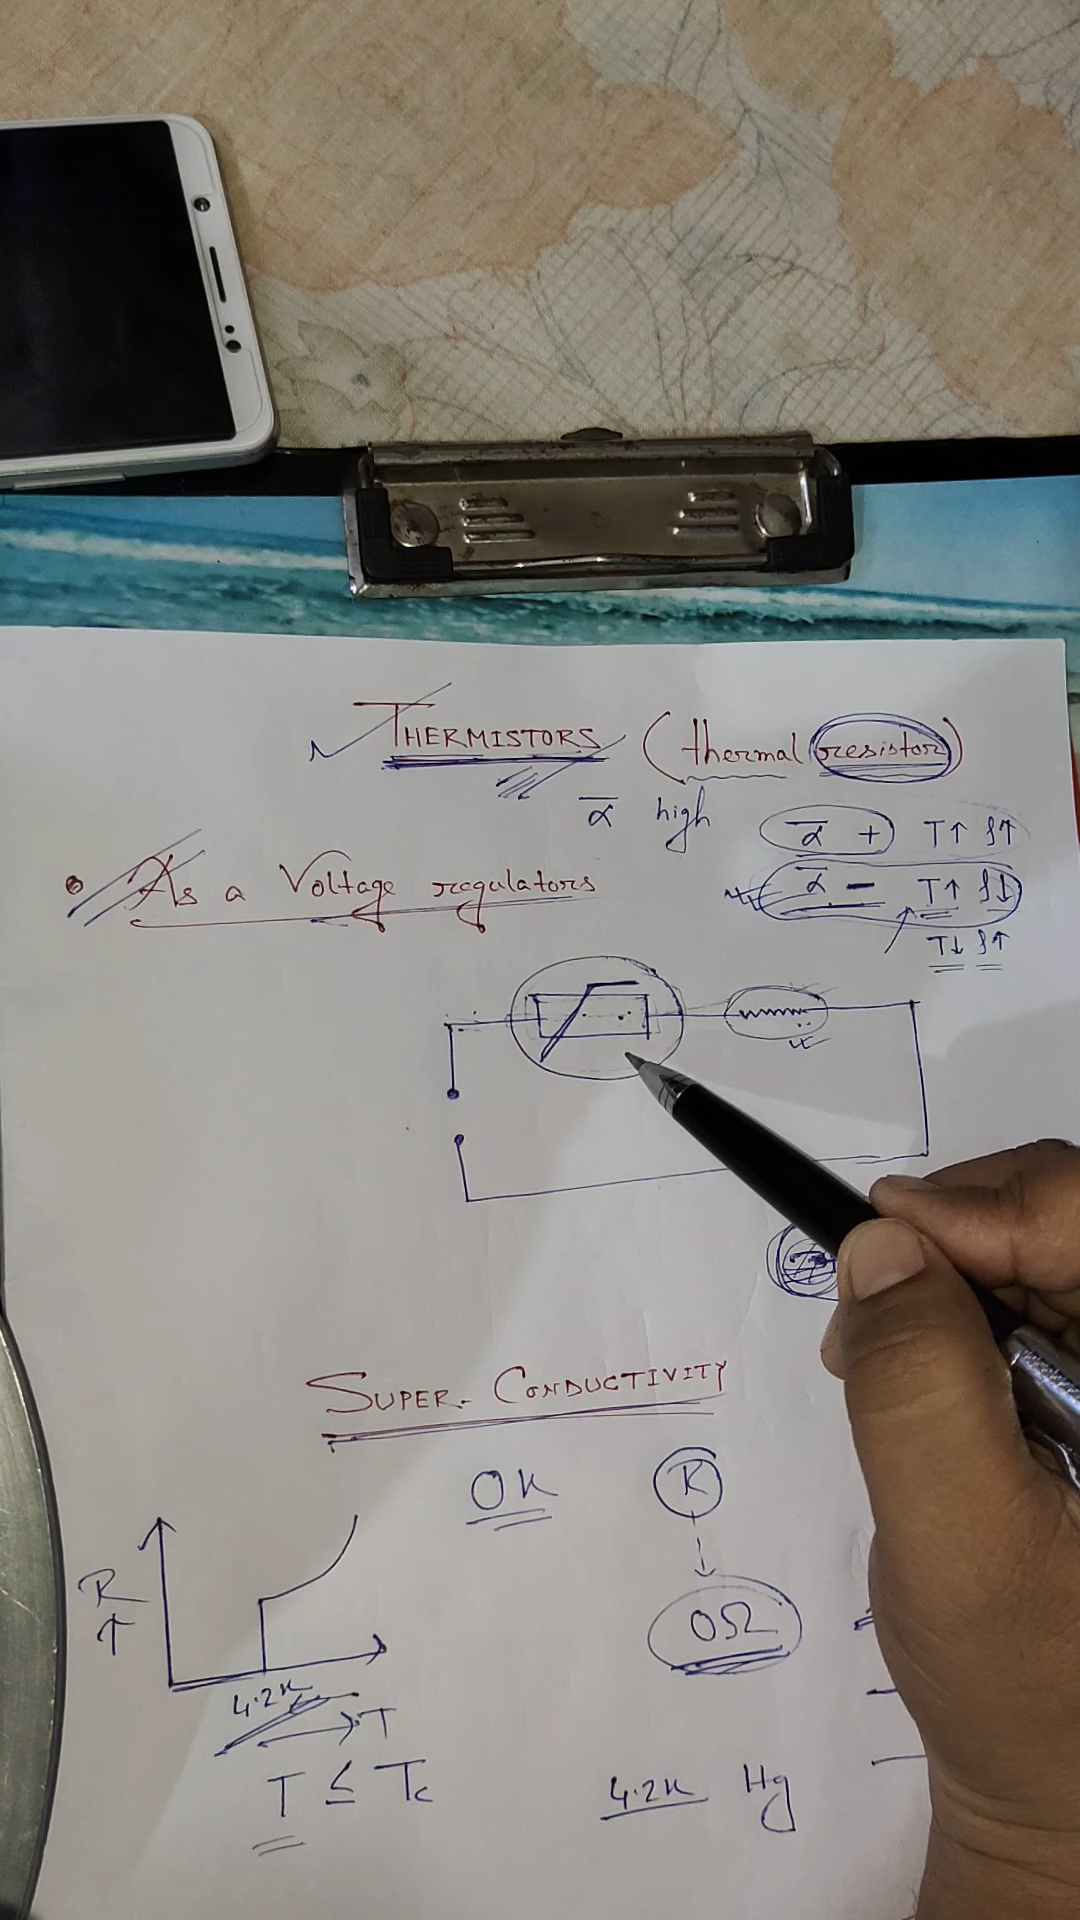 THERMISTORS (thermal resistor)
ᾱ high
ᾱ + T↑ ρ↑
• As a Voltage regulators
ᾱ — T↑ ρ↓
T↓ ρ↑
SUPER-CONDUCTIVITY
0K
R
R
↑
0Ω
4.2K
→T
T ≤ Tc
4.2K Hg